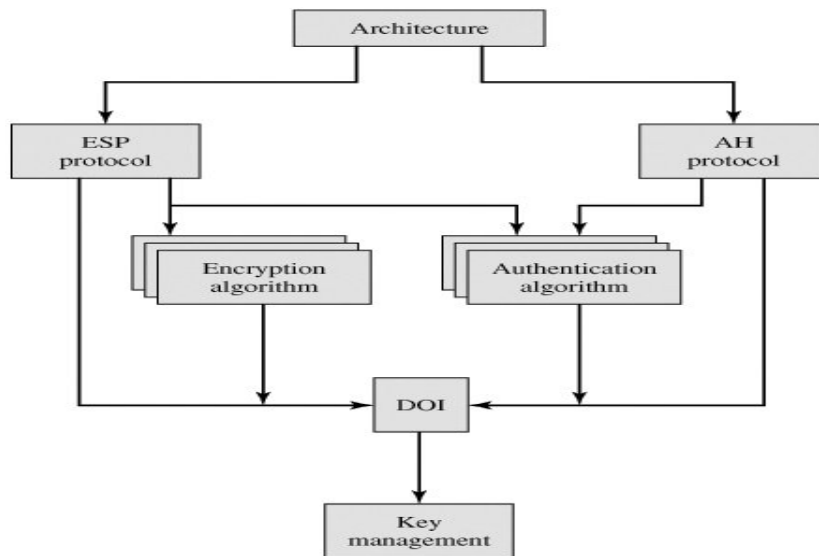 Architecture
ESP
protocol
AH
protocol
Encryption
algorithm
Authentication
algorithm
DOI
Key
management